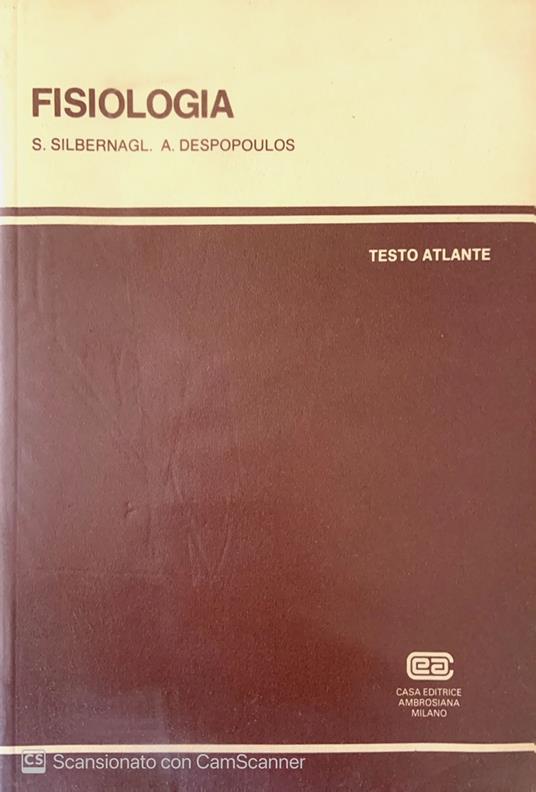 FISIOLOGIA
S. SILBERNAGL. A. DESPOPOULOS
TESTO ATLANTE
cea
CASA EDITRICE
AMBROSIANA
MILANO
CS Scansionato con CamScanner